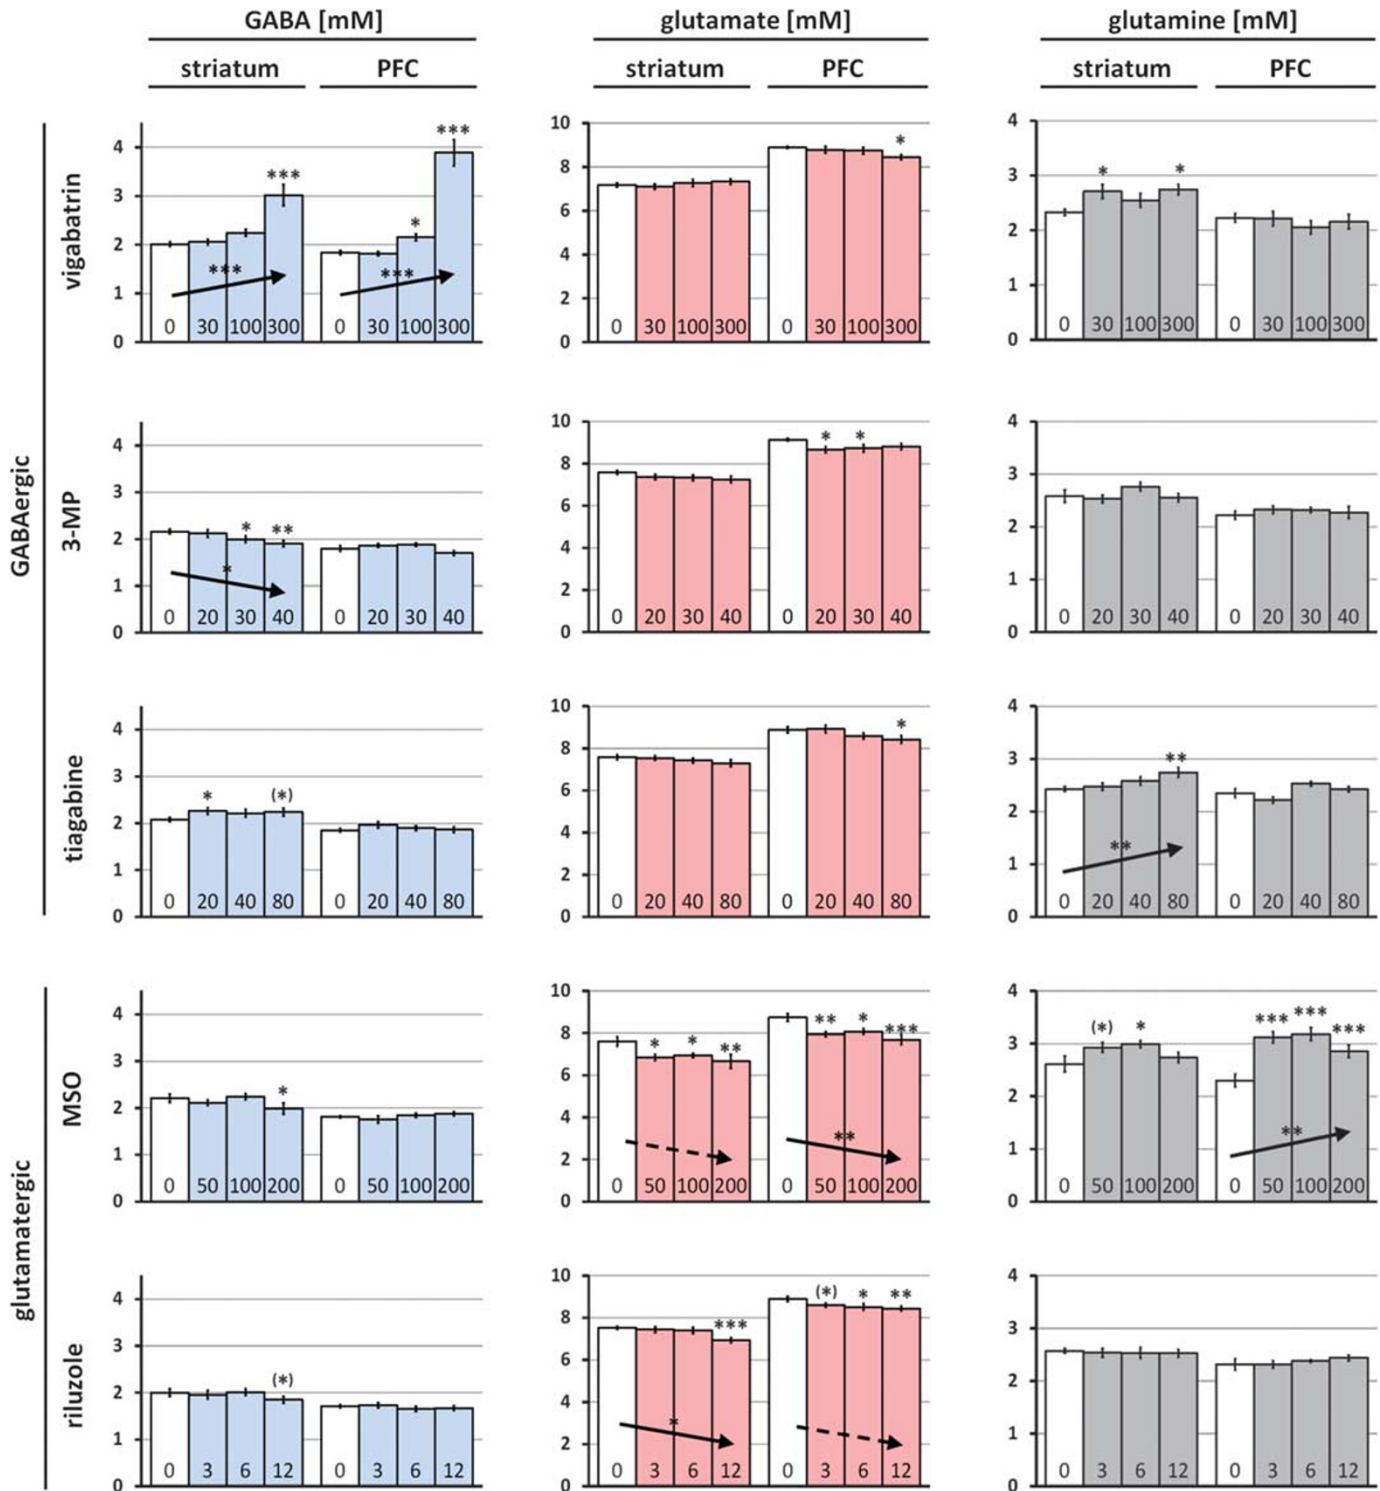 GABA [mM] glutamate [mM] glutamine [mM]
striatum PFC striatum PFC striatum PFC
GABAergic
vigabatrin
4 3 2 1 0
*** *** * *** ***
0 30 100 300 0 30 100 300
10 8 6 4 2 0
*
0 30 100 300 0 30 100 300
4 3 2 1 0
* *
0 30 100 300 0 30 100 300
3-MP
4 3 2 1 0
* ** *
0 20 30 40 0 20 30 40
10 8 6 4 2 0
* *
0 20 30 40 0 20 30 40
4 3 2 1 0
0 20 30 40 0 20 30 40
tiagabine
4 3 2 1 0
* (*)
0 20 40 80 0 20 40 80
10 8 6 4 2 0
*
0 20 40 80 0 20 40 80
4 3 2 1 0
** **
0 20 40 80 0 20 40 80
glutamatergic
MSO
4 3 2 1 0
*
0 50 100 200 0 50 100 200
10 8 6 4 2 0
* * ** ** * *** **
0 50 100 200 0 50 100 200
4 3 2 1 0
(*) * *** *** *** **
0 50 100 200 0 50 100 200
riluzole
4 3 2 1 0
(*)
0 3 6 12 0 3 6 12
10 8 6 4 2 0
*** (*) * ** *
0 3 6 12 0 3 6 12
4 3 2 1 0
0 3 6 12 0 3 6 12